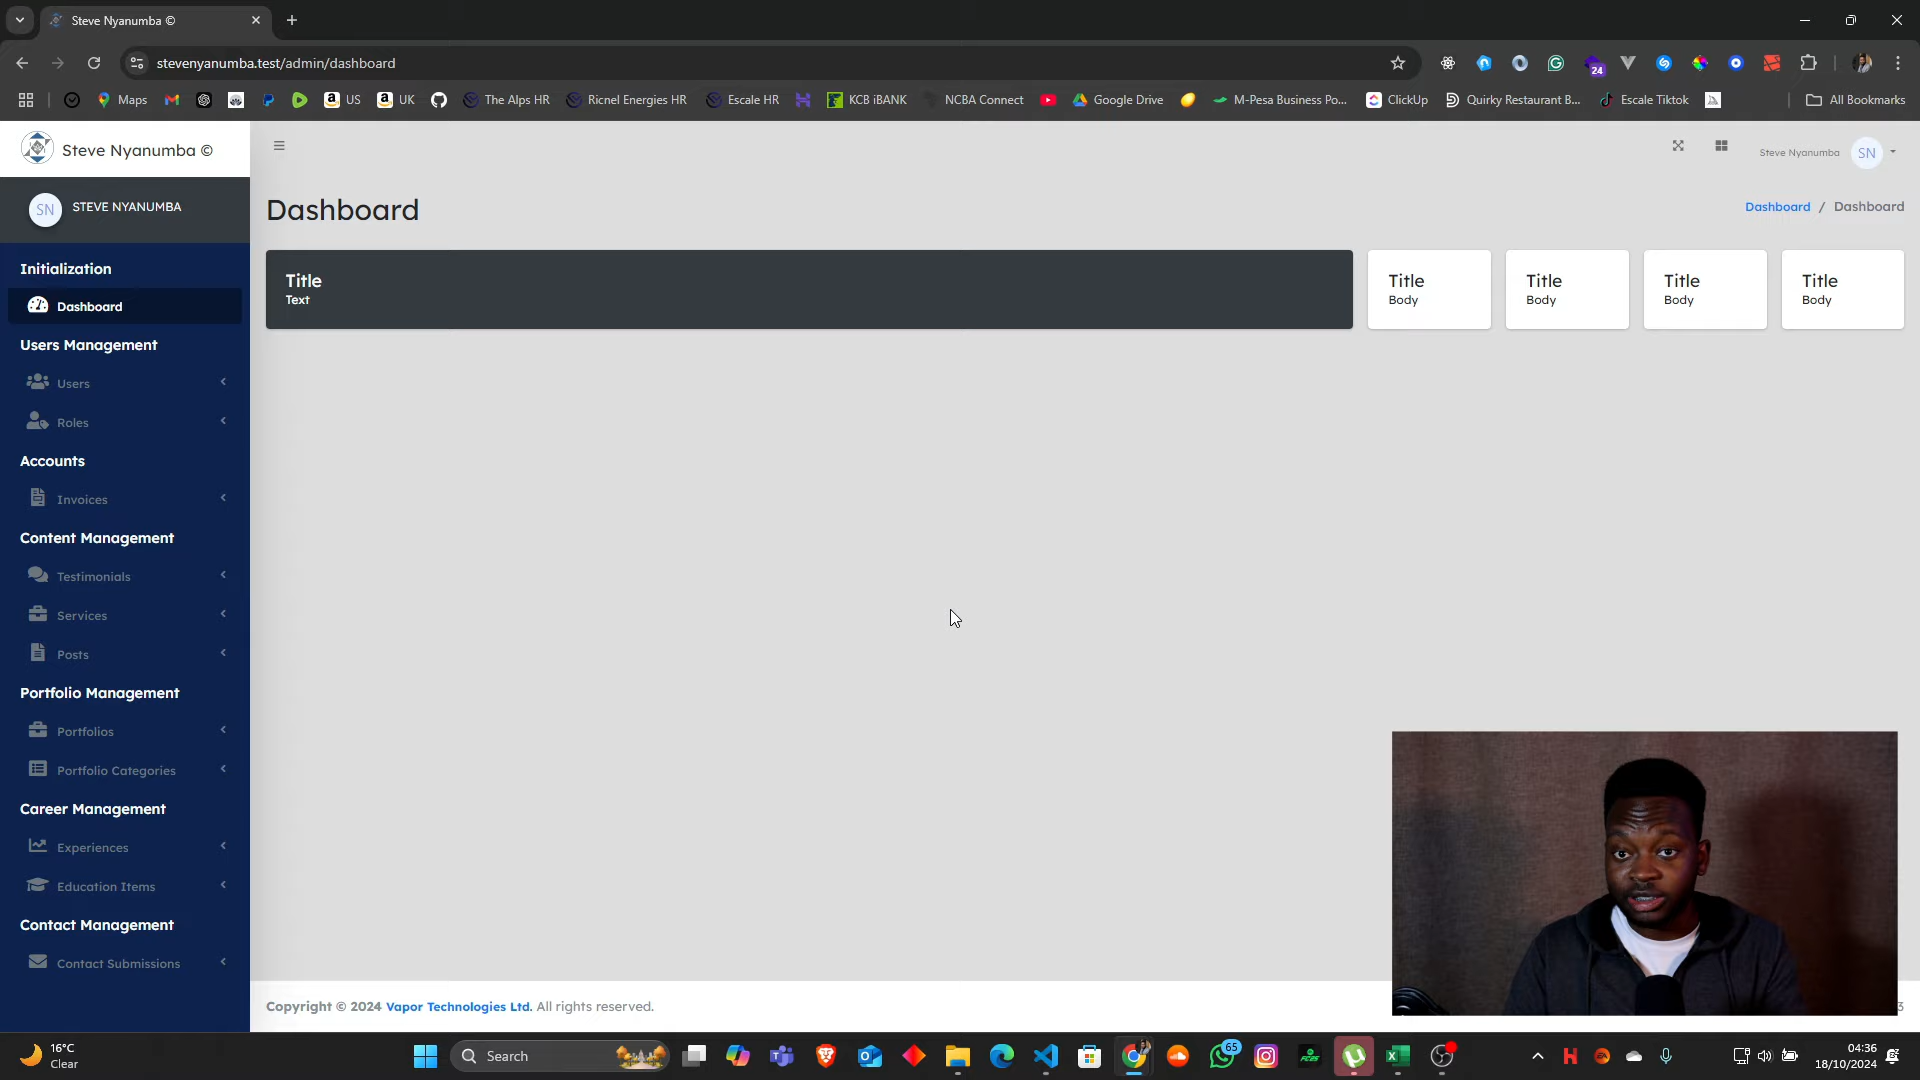 Steve Nyanumba ©
stevenyanumba.test/admin/dashboard
24
Maps
US
UK
The Alps HR
Ricnel Energies HR
Escale HR
KCB iBANK
NCBA Connect
Google Drive
M-Pesa Business Po...
ClickUp
Quirky Restaurant B...
Escale Tiktok
All Bookmarks
Steve Nyanumba ©
Steve Nyanumba
SN
SN
STEVE NYANUMBA
Dashboard
Dashboard / Dashboard
Initialization
Dashboard
Users Management
Users
Roles
Accounts
Invoices
Content Management
Testimonials
Services
Posts
Portfolio Management
Portfolios
Portfolio Categories
Career Management
Experiences
Education Items
Contact Management
Contact Submissions
Title
Text
Title
Body
Title
Body
Title
Body
Title
Body
Copyright © 2024 Vapor Technologies Ltd. All rights reserved.
16°C
Clear
Search
65
04:36
18/10/2024